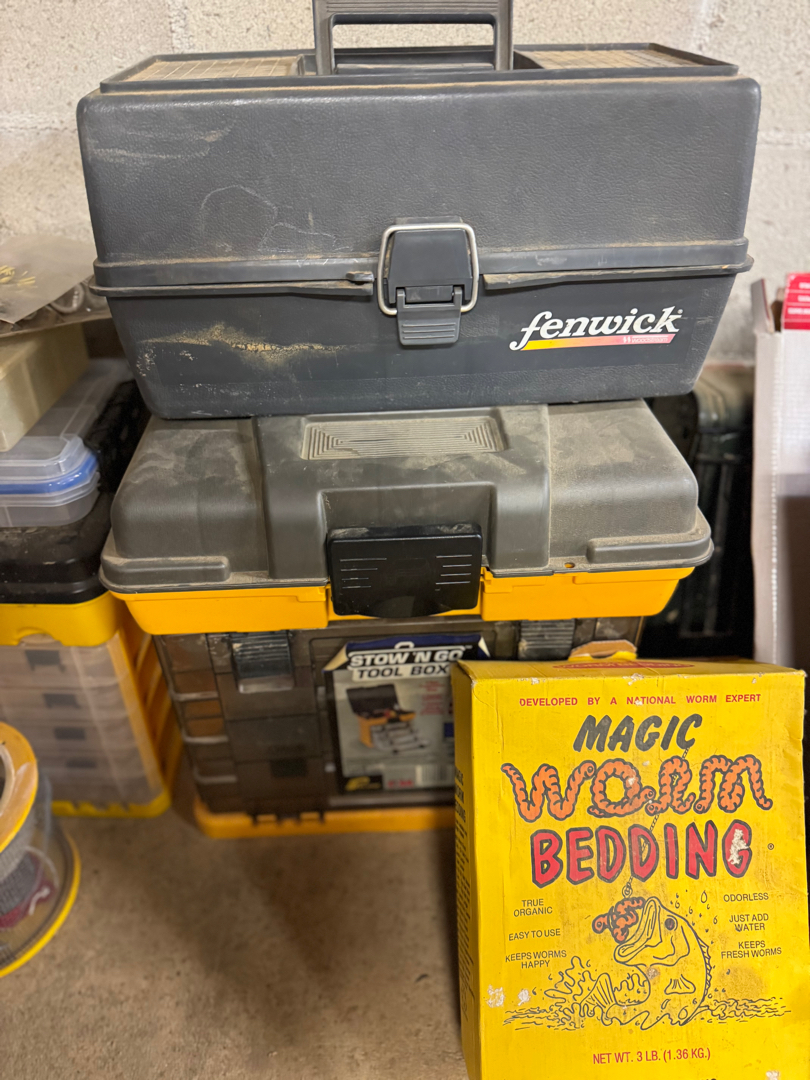 fenwick
STOW 'N GO
TOOL BOX
DEVELOPED BY A NATIONAL WORM EXPERT
MAGIC
WORM
BEDDING®
TRUE
ORGANIC
EASY TO USE
KEEPS WORMS
HAPPY
ODORLESS
JUST ADD
WATER
KEEPS
FRESH WORMS
NET WT. 3 LB. (1.36 KG.)